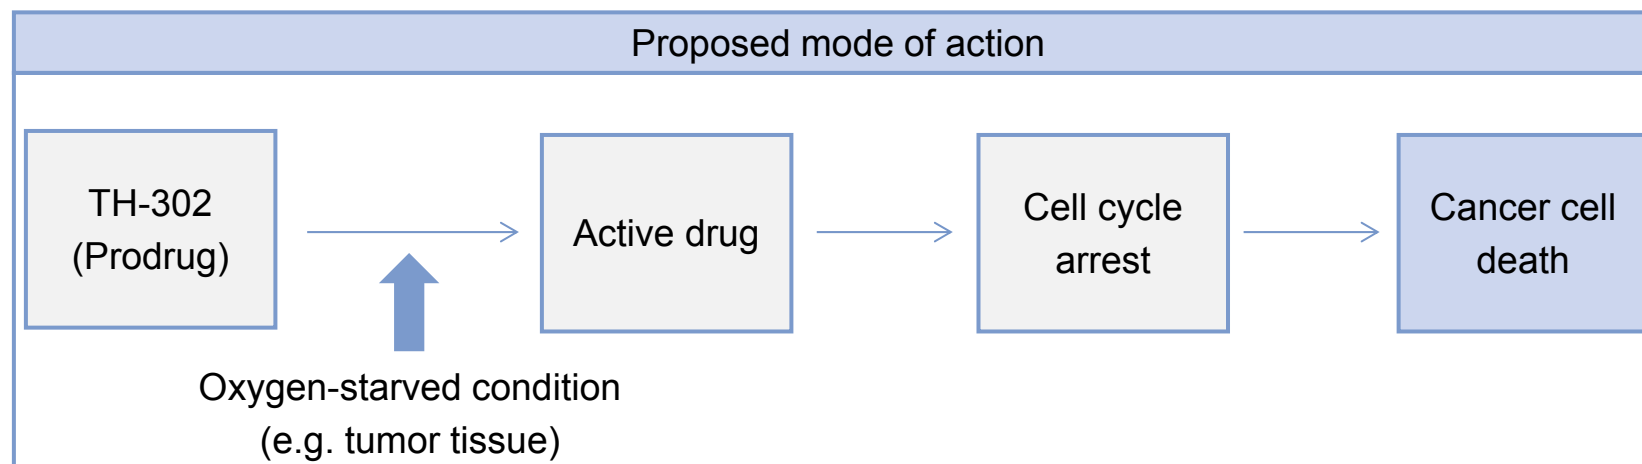 Proposed mode of action
TH-302
(Prodrug)
Active drug
Cell cycle
arrest
Cancer cell
death
Oxygen-starved condition
(e.g. tumor tissue)